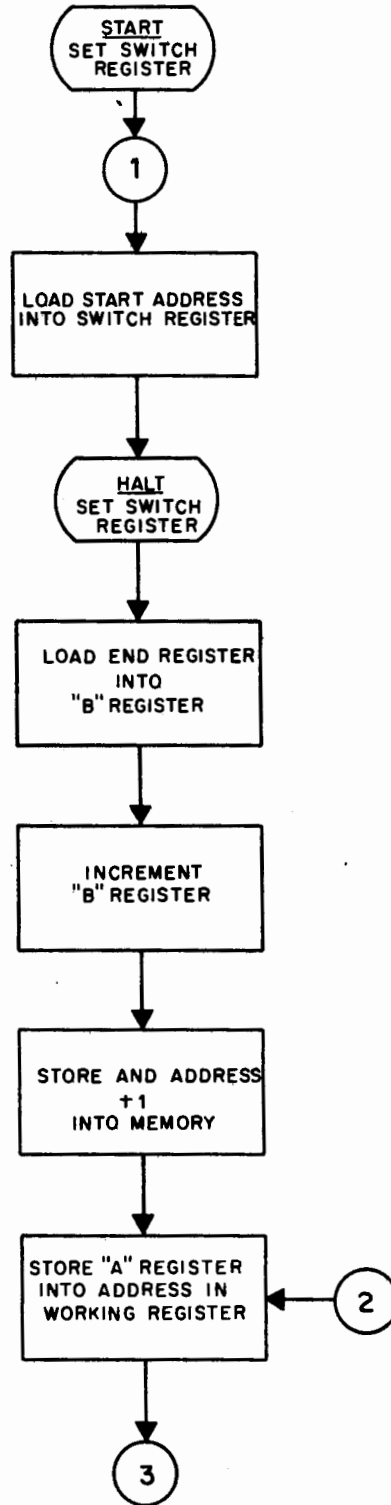 START
SET SWITCH
REGISTER
1
LOAD START ADDRESS
INTO SWITCH REGISTER
HALT
SET SWITCH
REGISTER
LOAD END REGISTER
INTO
"B" REGISTER
INCREMENT
"B" REGISTER
STORE AND ADDRESS
+1
INTO MEMORY
STORE "A" REGISTER
INTO ADDRESS IN
WORKING REGISTER
2
3